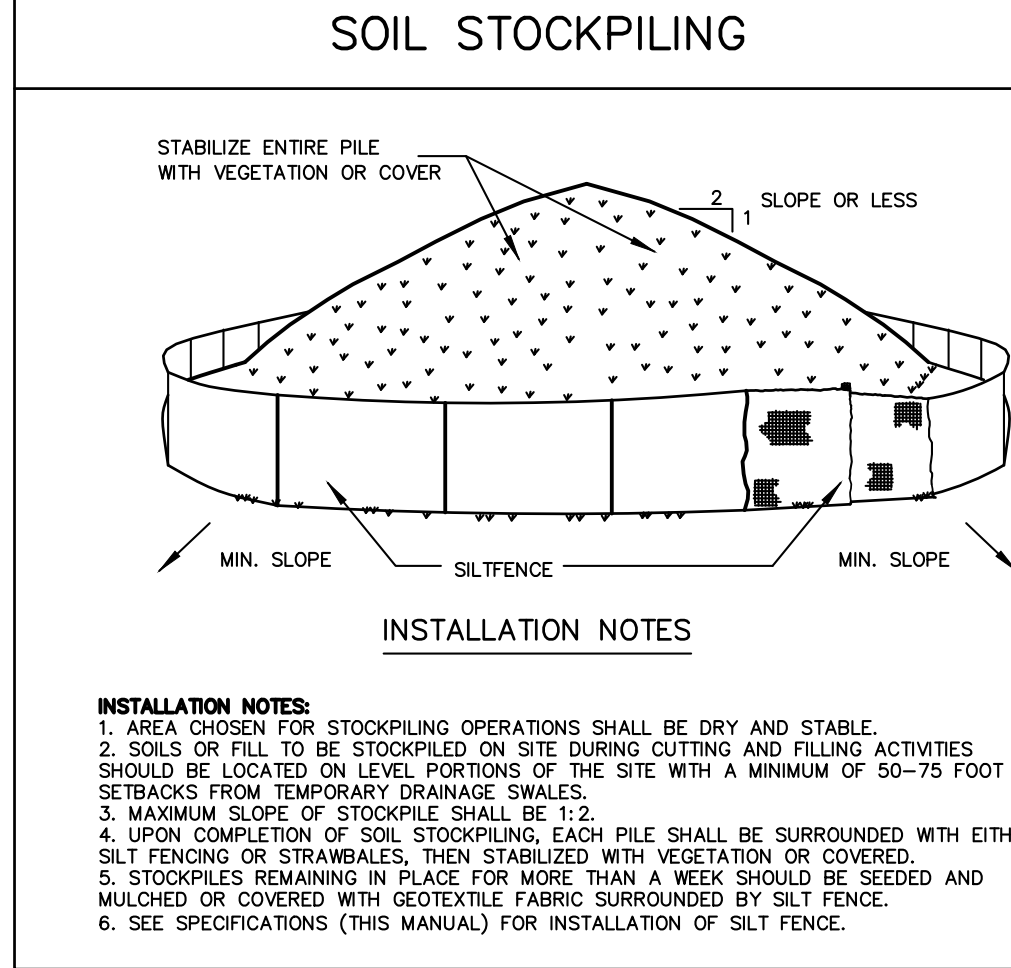 SOIL STOCKPILING
STABILIZE ENTIRE PILE
WITH VEGETATION OR COVER
2
1
SLOPE OR LESS
MIN. SLOPE
SILTFENCE
MIN. SLOPE
INSTALLATION NOTES
INSTALLATION NOTES:
1. AREA CHOSEN FOR STOCKPILING OPERATIONS SHALL BE DRY AND STABLE.
2. SOILS OR FILL TO BE STOCKPILED ON SITE DURING CUTTING AND FILLING ACTIVITIES
SHOULD BE LOCATED ON LEVEL PORTIONS OF THE SITE WITH A MINIMUM OF 50-75 FOOT
SETBACKS FROM TEMPORARY DRAINAGE SWALES.
3. MAXIMUM SLOPE OF STOCKPILE SHALL BE 1:2.
4. UPON COMPLETION OF SOIL STOCKPILING, EACH PILE SHALL BE SURROUNDED WITH EITH
SILT FENCING OR STRAWBALES, THEN STABILIZED WITH VEGETATION OR COVERED.
5. STOCKPILES REMAINING IN PLACE FOR MORE THAN A WEEK SHOULD BE SEEDED AND
MULCHED OR COVERED WITH GEOTEXTILE FABRIC SURROUNDED BY SILT FENCE.
6. SEE SPECIFICATIONS (THIS MANUAL) FOR INSTALLATION OF SILT FENCE.